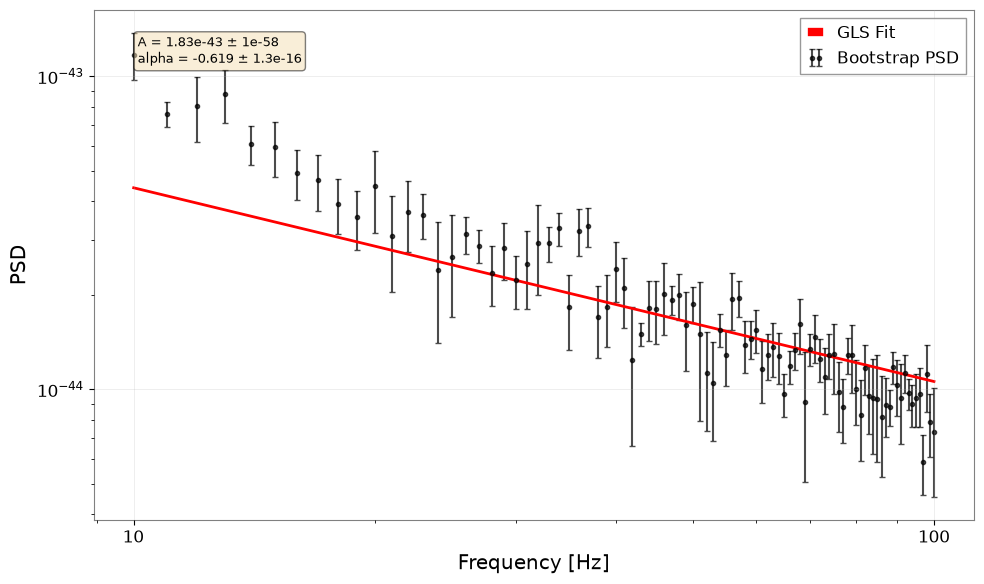 A = 1.83e-43 ± 1e-58
alpha = -0.619 ± 1.3e-16
GLS Fit
Bootstrap PSD
10⁻⁴³
10⁻⁴⁴
PSD
10
100
Frequency [Hz]